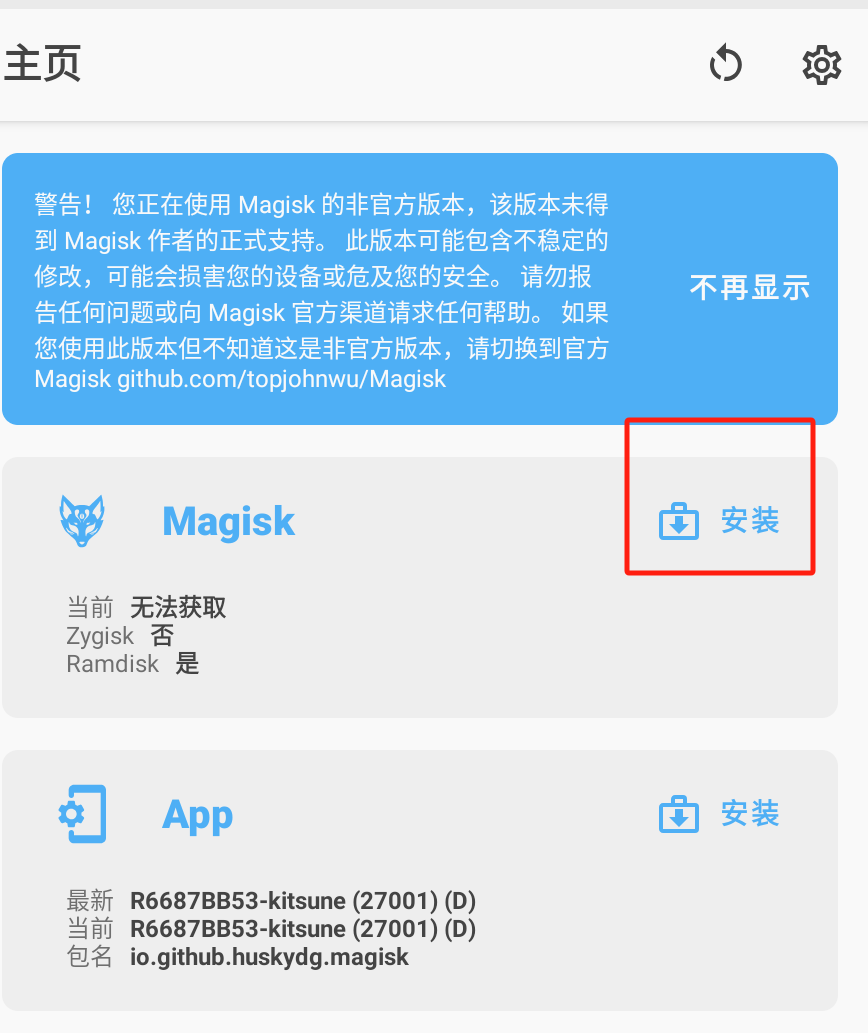 主页
警告！ 您正在使用 Magisk 的非官方版本，该版本未得
到 Magisk 作者的正式支持。 此版本可能包含不稳定的
修改，可能会损害您的设备或危及您的安全。 请勿报
告任何问题或向 Magisk 官方渠道请求任何帮助。 如果
您使用此版本但不知道这是非官方版本，请切换到官方
Magisk github.com/topjohnwu/Magisk
不再显示
Magisk
安装
当前 无法获取
Zygisk 否
Ramdisk 是
App
安装
最新 R6687BB53-kitsune (27001) (D)
当前 R6687BB53-kitsune (27001) (D)
包名 io.github.huskydg.magisk